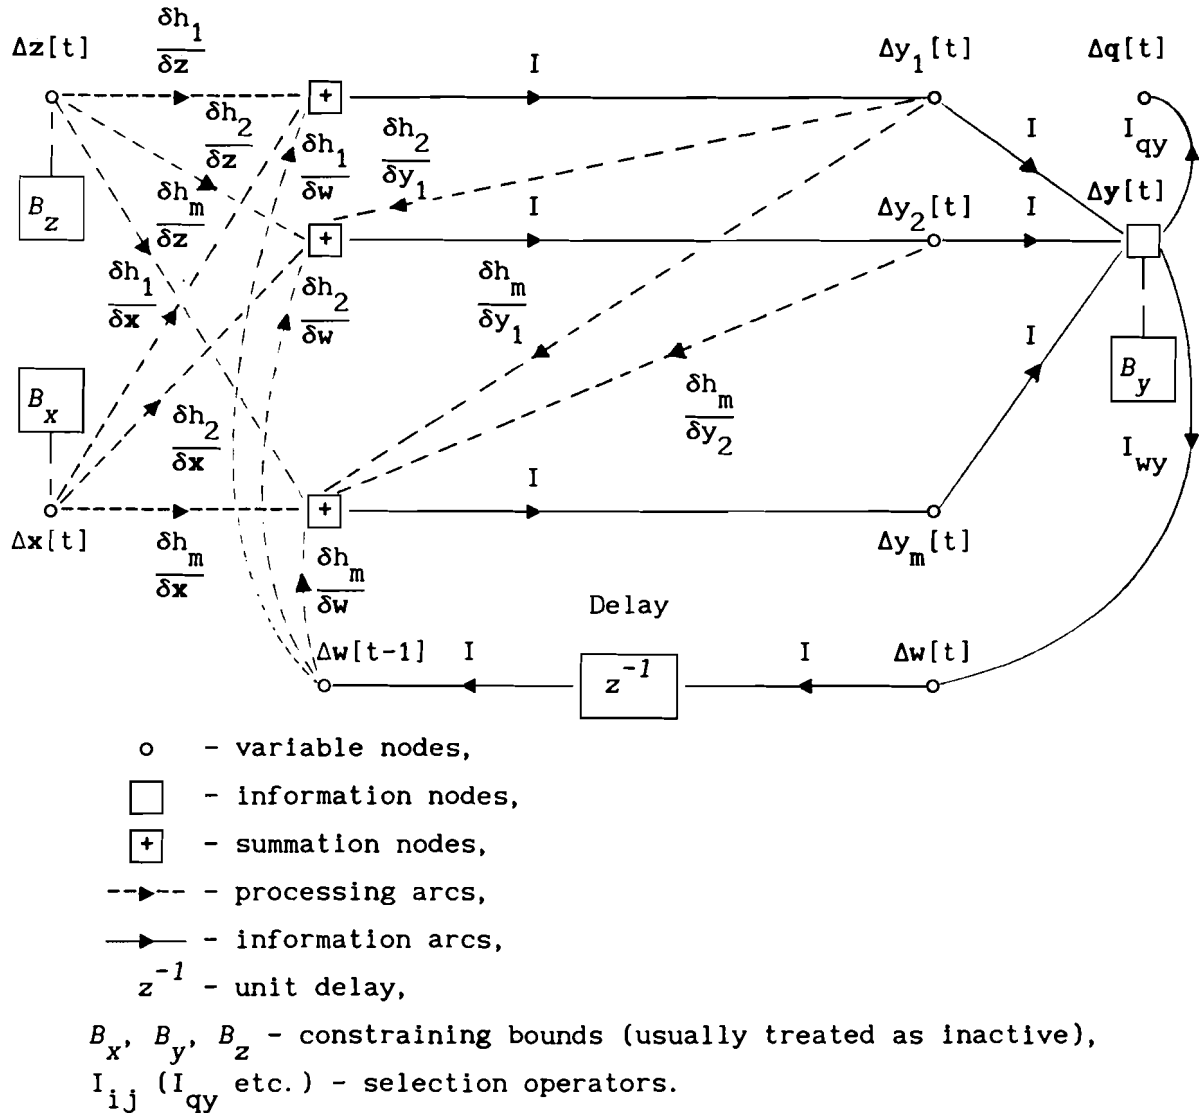 Δz[t]
δh_1
δz
I
Δy_1[t]
Δq[t]
δh_2
δz
δh_1
δw
δh_2
δy_1
I
I_qy
B_z
δh_m
δz
I
Δy_2[t]
I
Δy[t]
δh_1
δx
δh_2
δw
δh_m
δy_1
I
B_y
B_x
δh_2
δx
δh_m
δy_2
I_wy
I
Δx[t]
δh_m
δx
δh_m
δw
Δy_m[t]
Delay
Δw[t-1]
I
z^-1
I
Δw[t]
- variable nodes,
- information nodes,
+ - summation nodes,
- processing arcs,
- information arcs,
z^-1 - unit delay,
B_x, B_y, B_z - constraining bounds (usually treated as inactive),
I_ij (I_qy etc.) - selection operators.
+
+
+